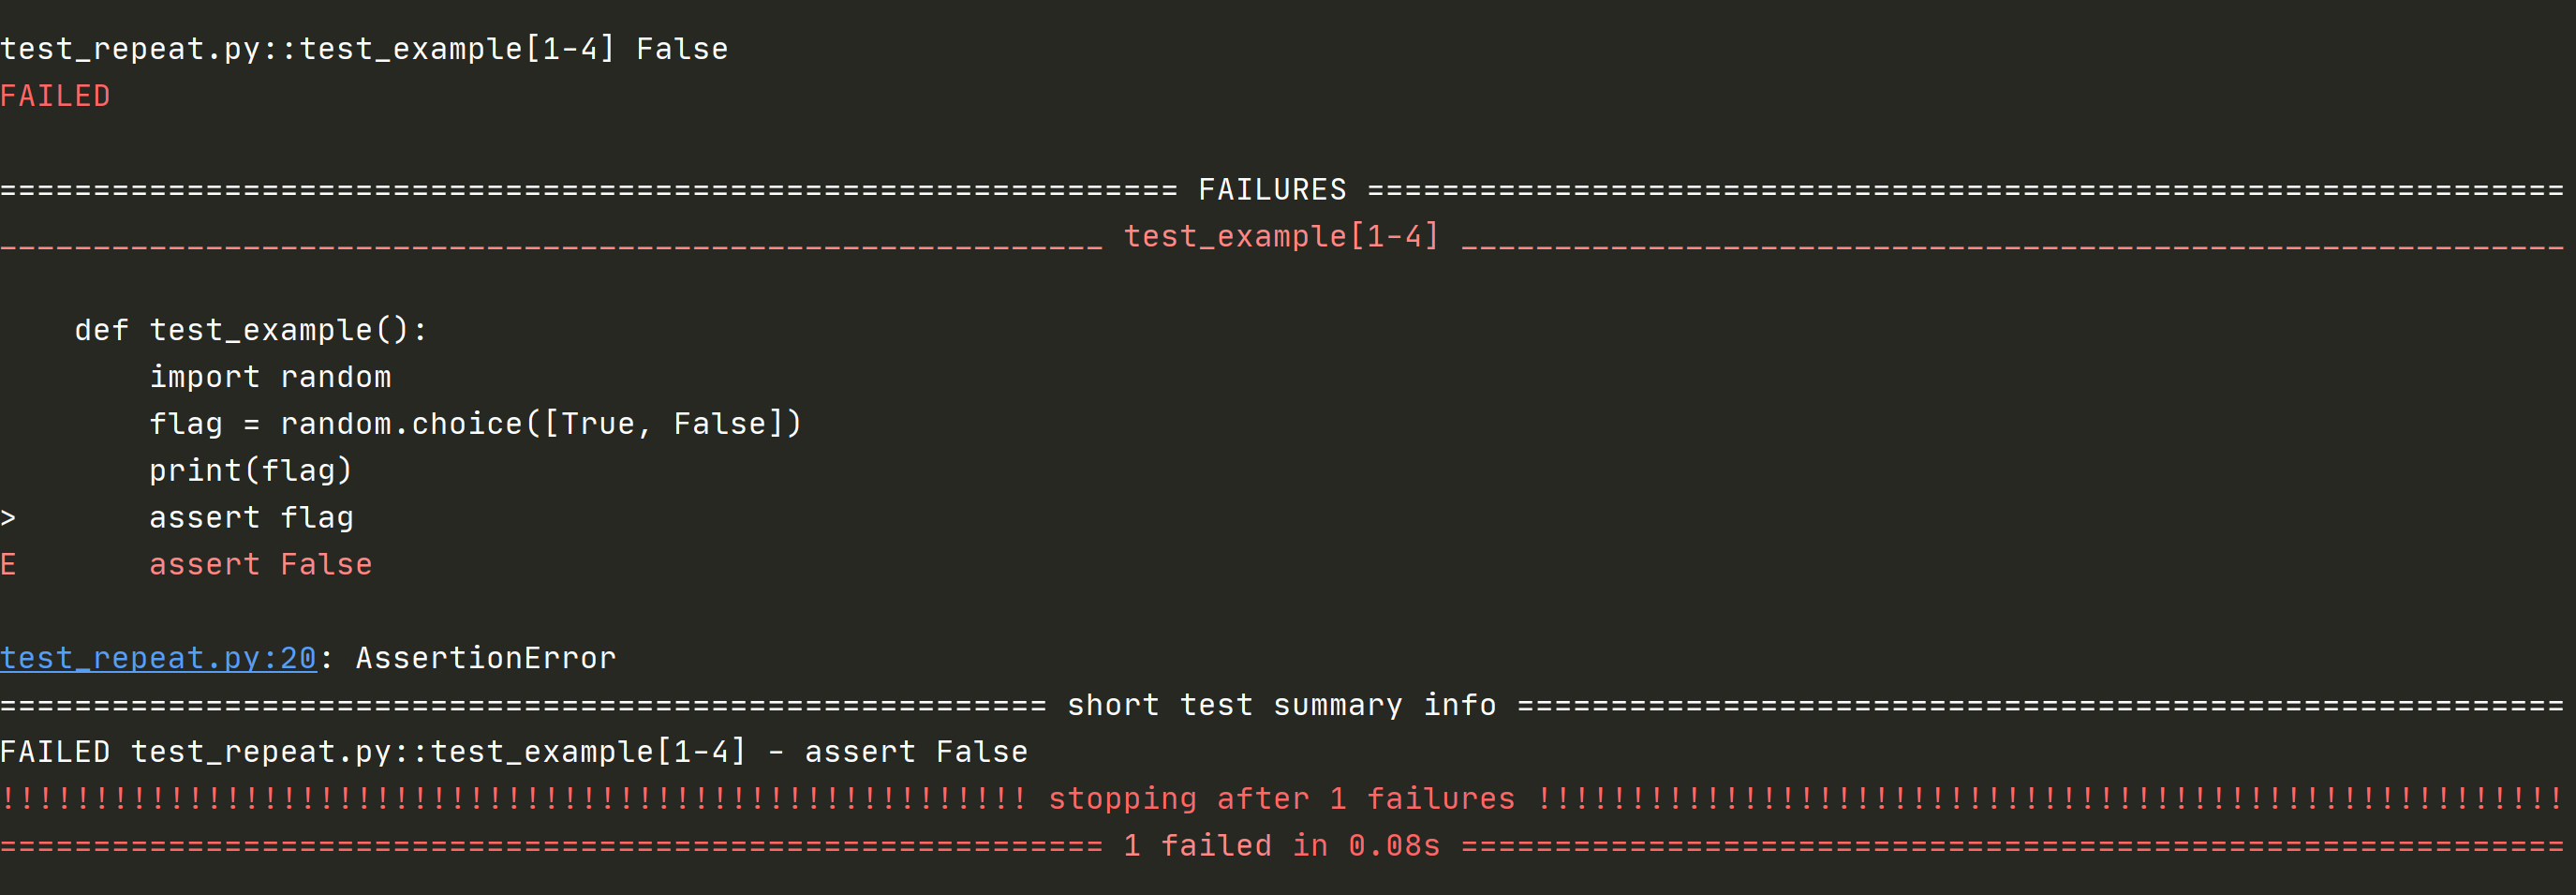 test_repeat.py::test_example[1-4] False
FAILED
=============================================================== FAILURES ================================================================
___________________________________________________________ test_example[1-4] ___________________________________________________________
    def test_example():
        import random
        flag = random.choice([True, False])
        print(flag)
>       assert flag
E       assert False
test_repeat.py:20: AssertionError
======================================================== short test summary info ========================================================
FAILED test_repeat.py::test_example[1-4] - assert False
!!!!!!!!!!!!!!!!!!!!!!!!!!!!!!!!!!!!!!!!!!!!!!!!!!!!!!! stopping after 1 failures !!!!!!!!!!!!!!!!!!!!!!!!!!!!!!!!!!!!!!!!!!!!!!!!!!!!!!!
=========================================================== 1 failed in 0.08s ===========================================================